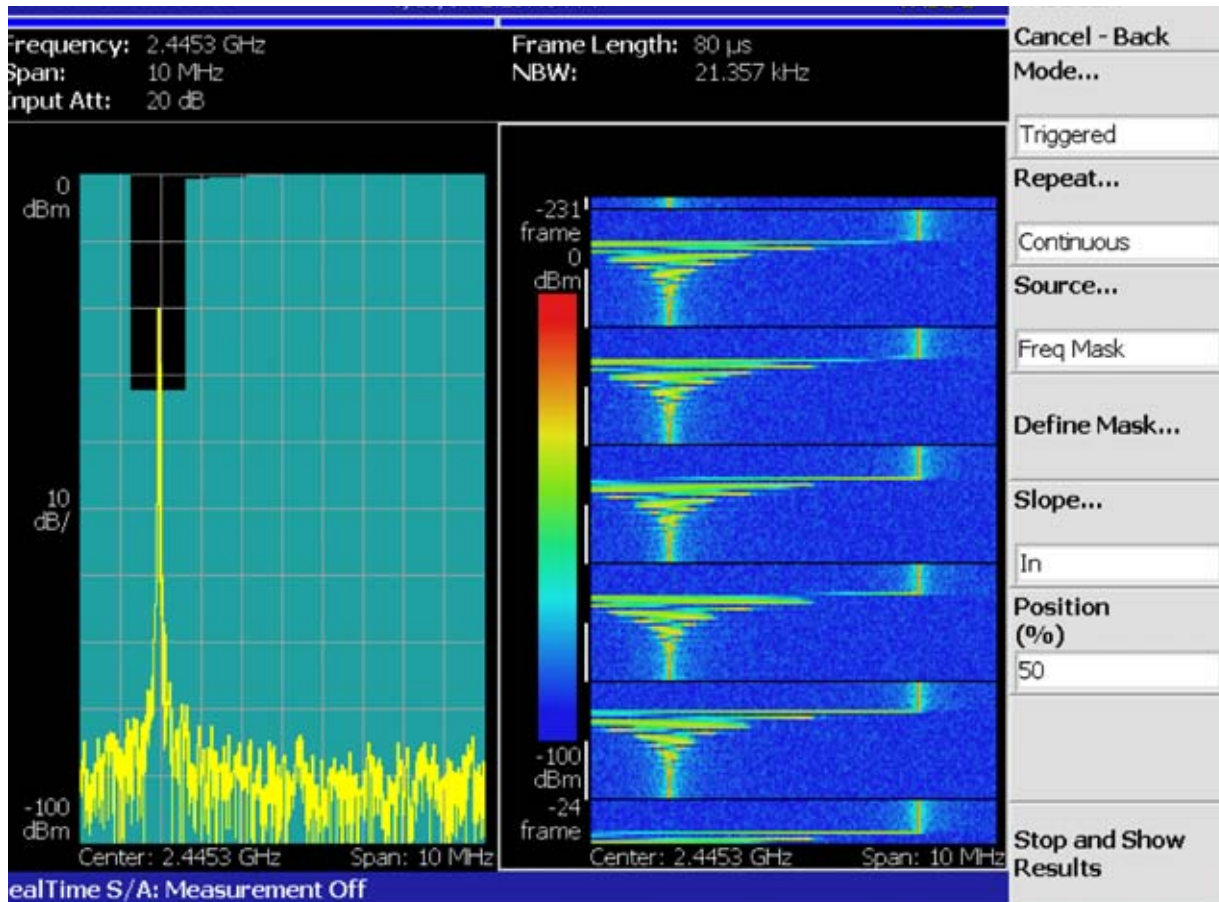 Cancel - Back
Frequency: 2.4453 GHz
Span: 10 MHz
Input Att: 20 dB
Frame Length: 80 µs
NBW: 21.357 kHz
Mode...
Triggered
Repeat...
Continuous
Source...
Freq Mask
Define Mask...
Slope...
In
Position
(%)
50
Stop and Show
Results
0
dBm
10
dB/
-100
dBm
Center: 2.4453 GHz
Span: 10 MHz
-231
frame
0
dBm
-100
dBm
-24
frame
Center: 2.4453 GHz
Span: 10 MHz
ealTime S/A: Measurement Off